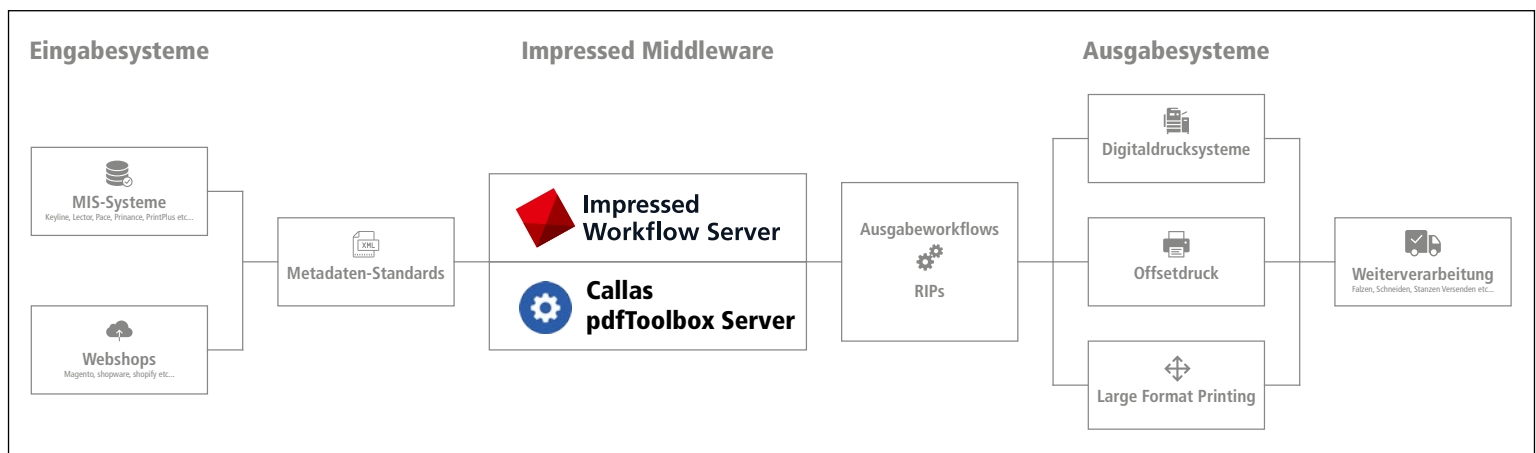 Eingabesysteme
Impressed Middleware
Ausgabesysteme
MIS-Systeme
Keyline, Lector, Pace, Prinance, PrintPlus etc...
Webshops
Magento, shopware, shopify etc...
XML
Metadaten-Standards
Impressed
Workflow Server
Callas
pdfToolbox Server
Ausgabeworkflows
RIPs
Digitaldrucksysteme
Offsetdruck
Large Format Printing
Weiterverarbeitung
Falzen, Schneiden, Stanzen Versenden etc...